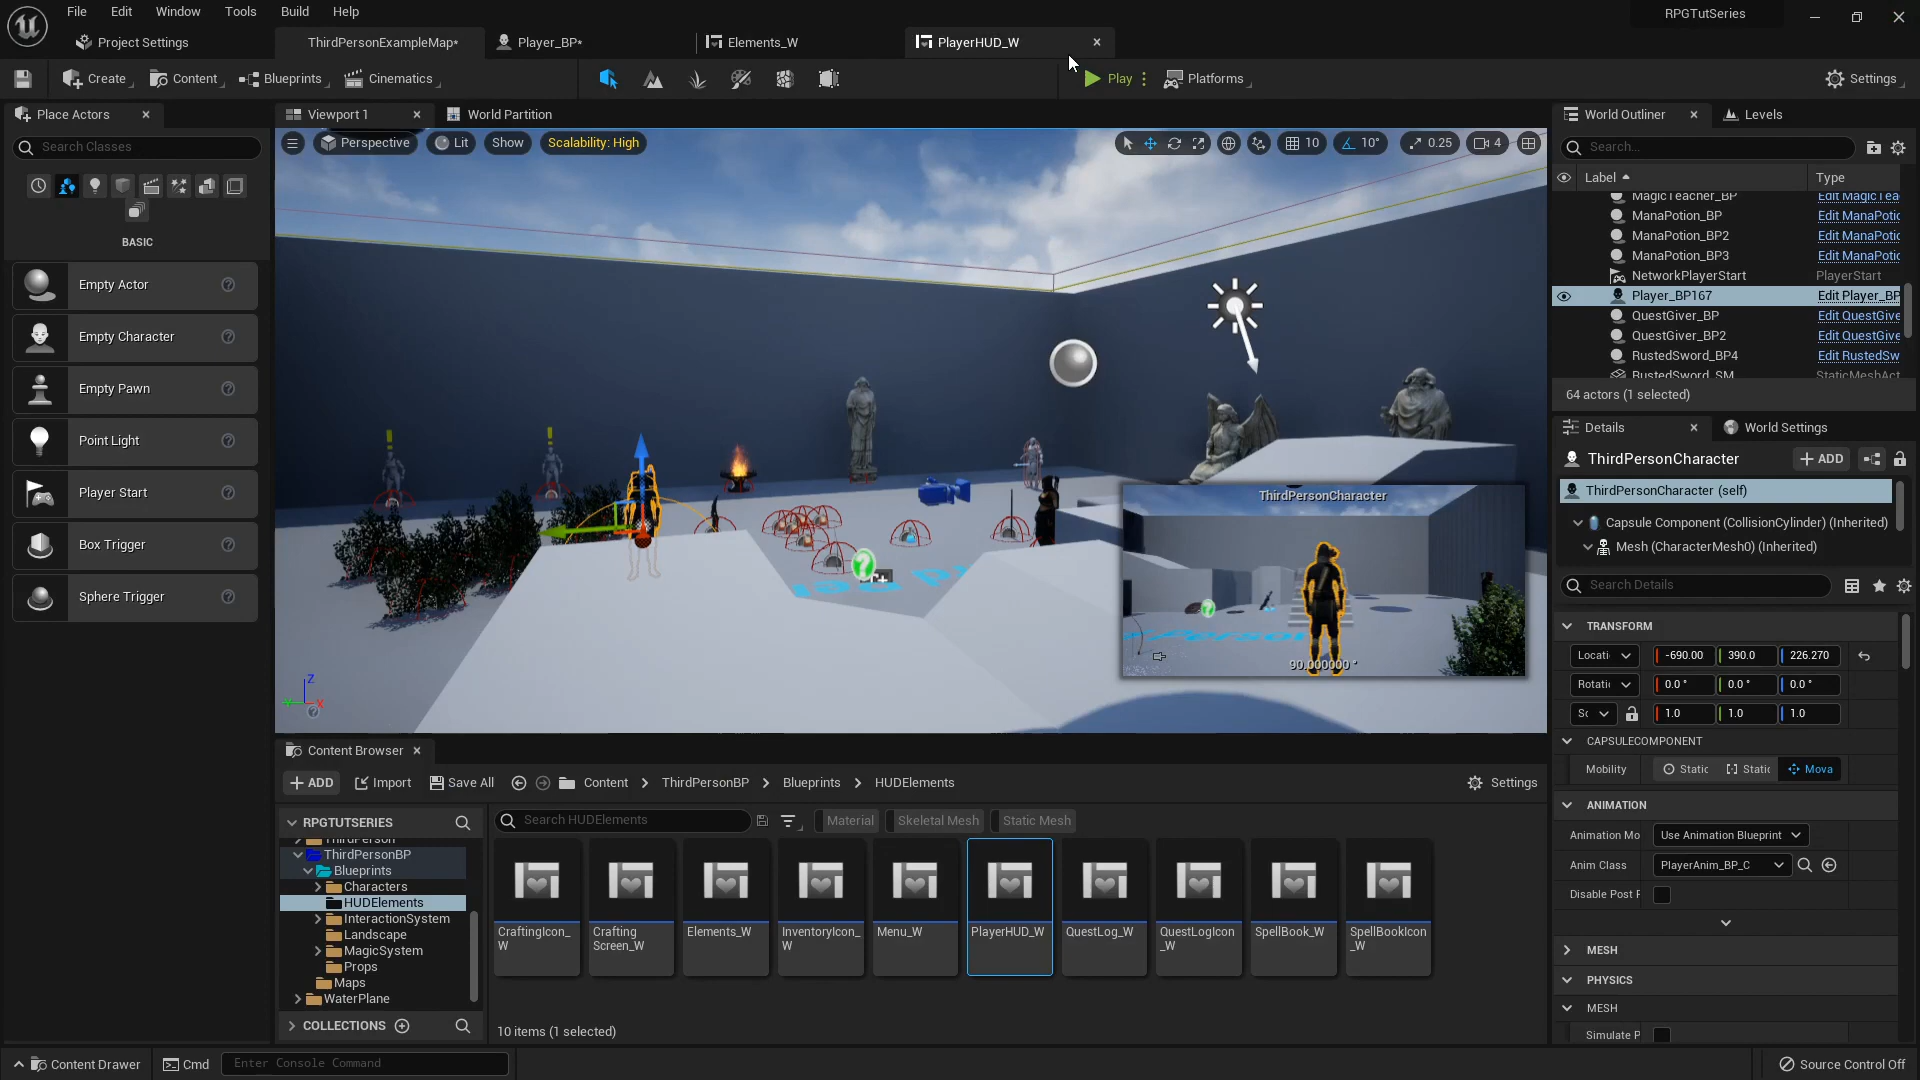 File Edit Window Tools Build Help
RPGTutSeries
Project Settings
ThirdPersonExampleMap*
Player_BP*
Elements_W
PlayerHUD_W
Create
Content
Blueprints
Cinematics
Play
Platforms
Settings
Place Actors
Viewport 1
World Partition
World Outliner
Levels
Search Classes
Perspective
Lit
Show
Scalability: High
10
10°
0.25
4
Search...
Label
Type
MagicTeacher_BP Edit MagicTea
ManaPotion_BP Edit ManaPotic
ManaPotion_BP2 Edit ManaPotic
ManaPotion_BP3 Edit ManaPotic
NetworkPlayerStart PlayerStart
Player_BP167 Edit Player_BP
QuestGiver_BP Edit QuestGive
QuestGiver_BP2 Edit QuestGive
RustedSword_BP4 Edit RustedSw
RustedSword_SM StaticMeshAct
64 actors (1 selected)
BASIC
Empty Actor
Empty Character
Empty Pawn
Point Light
Player Start
Box Trigger
Sphere Trigger
ThirdPersonCharacter
90.000000 °
Z
X
Details
World Settings
ThirdPersonCharacter
ADD
ThirdPersonCharacter (self)
Capsule Component (CollisionCylinder) (Inherited)
Mesh (CharacterMesh0) (Inherited)
Search Details
TRANSFORM
Locati -690.00 390.0 226.270
Rotati 0.0 ° 0.0 ° 0.0 °
Sc 1.0 1.0 1.0
CAPSULECOMPONENT
Mobility Static Static Mova
ANIMATION
Animation Mo Use Animation Blueprint
Anim Class PlayerAnim_BP_C
Disable Post P
MESH
PHYSICS
MESH
Simulate P
Content Browser
ADD
Import
Save All
Content
ThirdPersonBP
Blueprints
HUDElements
Settings
RPGTUTSERIES
Search HUDElements
Material
Skeletal Mesh
Static Mesh
ThirdPerson
ThirdPersonBP
Blueprints
Characters
HUDElements
InteractionSystem
Landscape
MagicSystem
Props
Maps
WaterPlane
COLLECTIONS
CraftingIcon_
W
Crafting
Screen_W
Elements_W
InventoryIcon_
W
Menu_W
PlayerHUD_W
QuestLog_W
QuestLogIcon
_W
SpellBook_W
SpellBookIcon
_W
10 items (1 selected)
Content Drawer
Cmd
Enter Console Command
Source Control Off